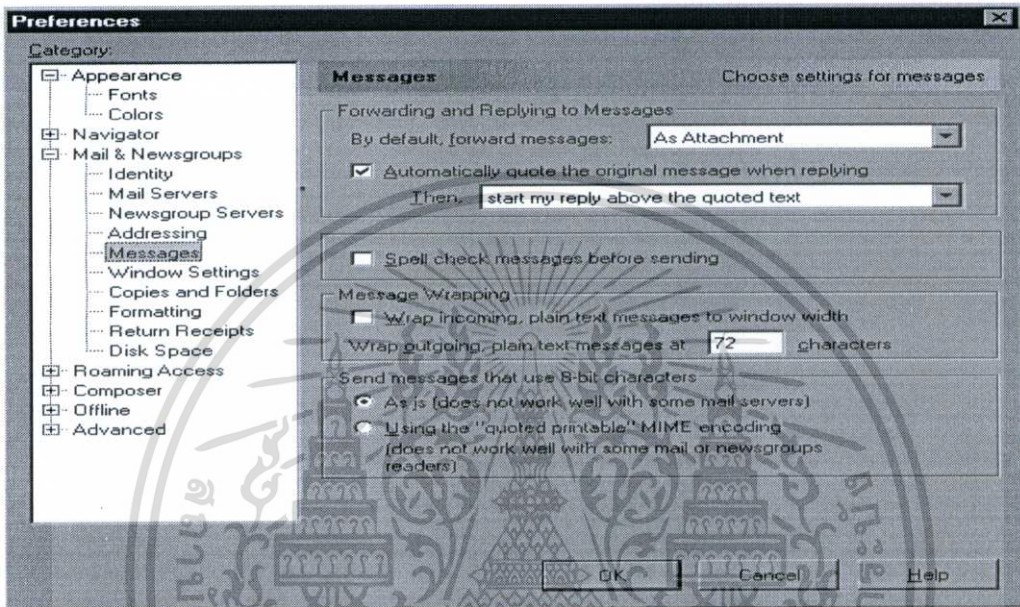 Preferences
Category:
Appearance
Fonts
Colors
Navigator
Mail & Newsgroups
Identity
Mail Servers
Newsgroup Servers
Addressing
Messages
Window Settings
Copies and Folders
Formatting
Return Receipts
Disk Space
Roaming Access
Composer
Offline
Advanced
Messages
Choose settings for messages
Forwarding and Replying to Messages
By default, forward messages: As Attachment
Automatically quote the original message when replying
Then, start my reply above the quoted text
Spell check messages before sending
Message Wrapping
Wrap incoming, plain text messages to window width
Wrap outgoing, plain text messages at 72 characters
Send messages that use 8-bit characters
As is (does not work well with some mail servers)
Using the "quoted printable" MIME encoding
(does not work well with some mail or newsgroups
readers)
OK Cancel Help